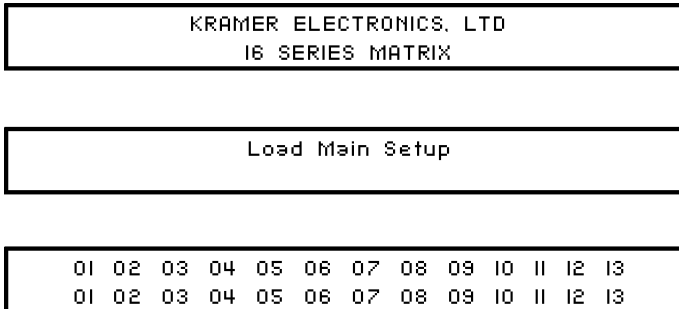 KRAMER ELECTRONICS, LTD
16 SERIES MATRIX
Load Main Setup
01 02 03 04 05 06 07 08 09 10 11 12 13
01 02 03 04 05 06 07 08 09 10 11 12 13